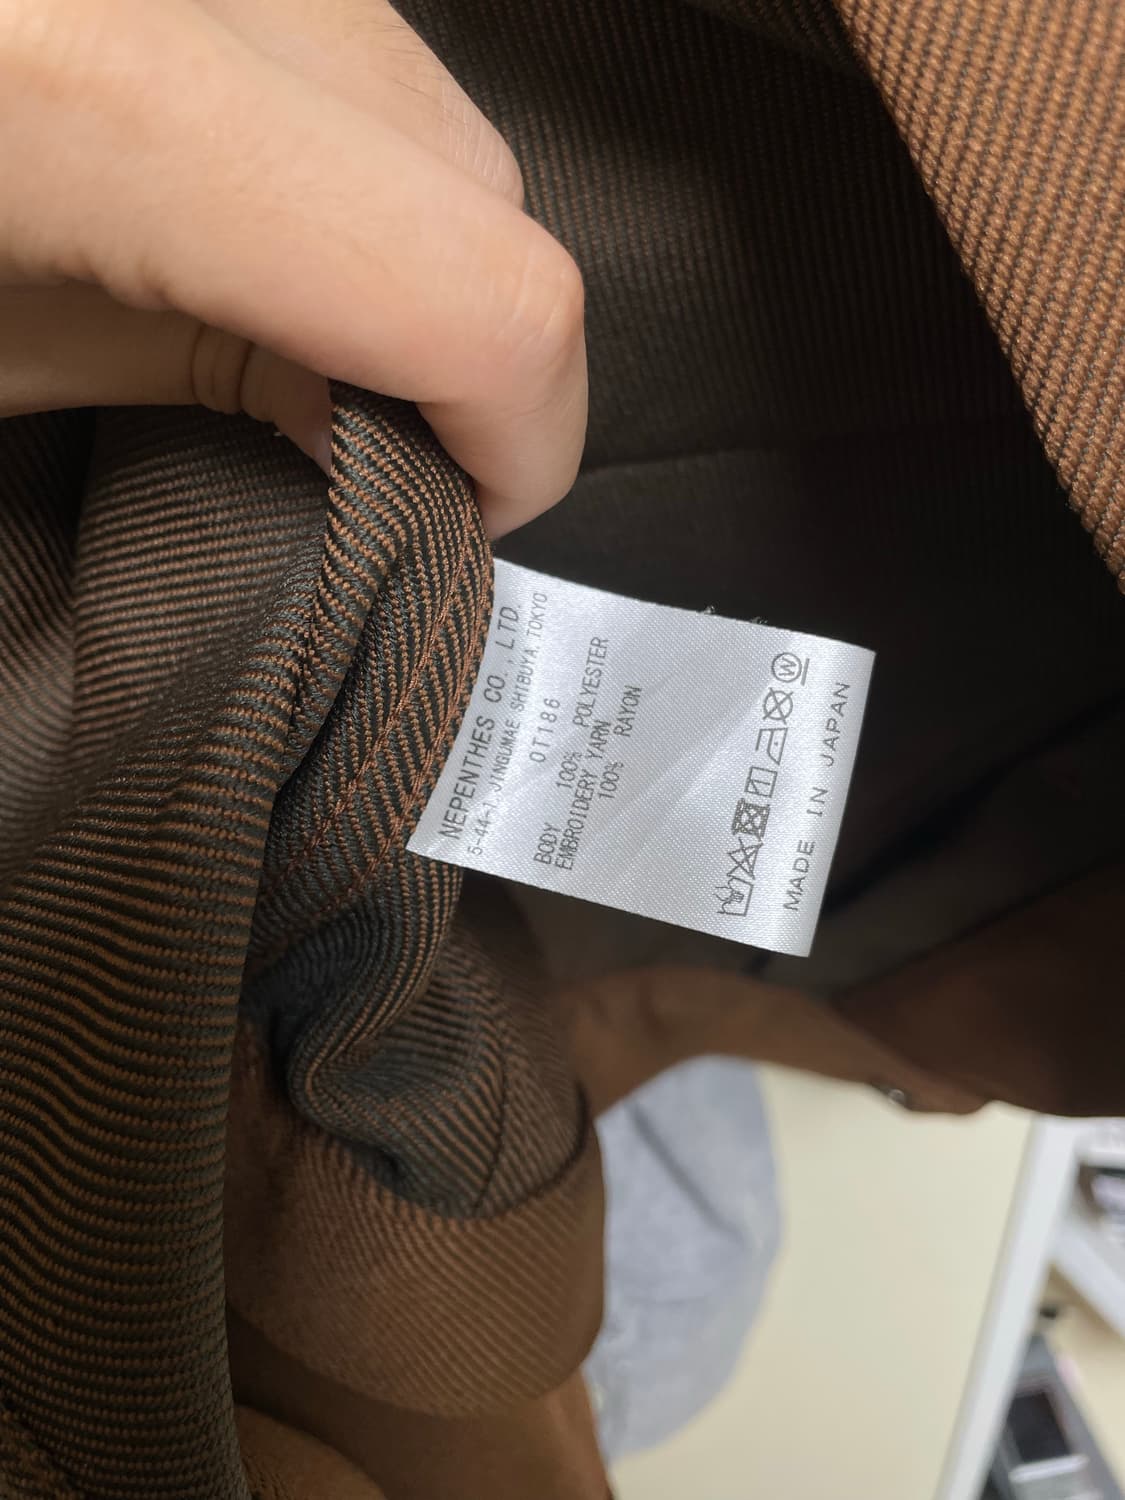 NEPENTHES CO., LTD.
5-44-1, JINGUMAE SHIBUYA, TOKYO
OT186
BODY 100% POLYESTER
EMBROIDERY YARN
100% RAYON
W
MADE IN JAPAN